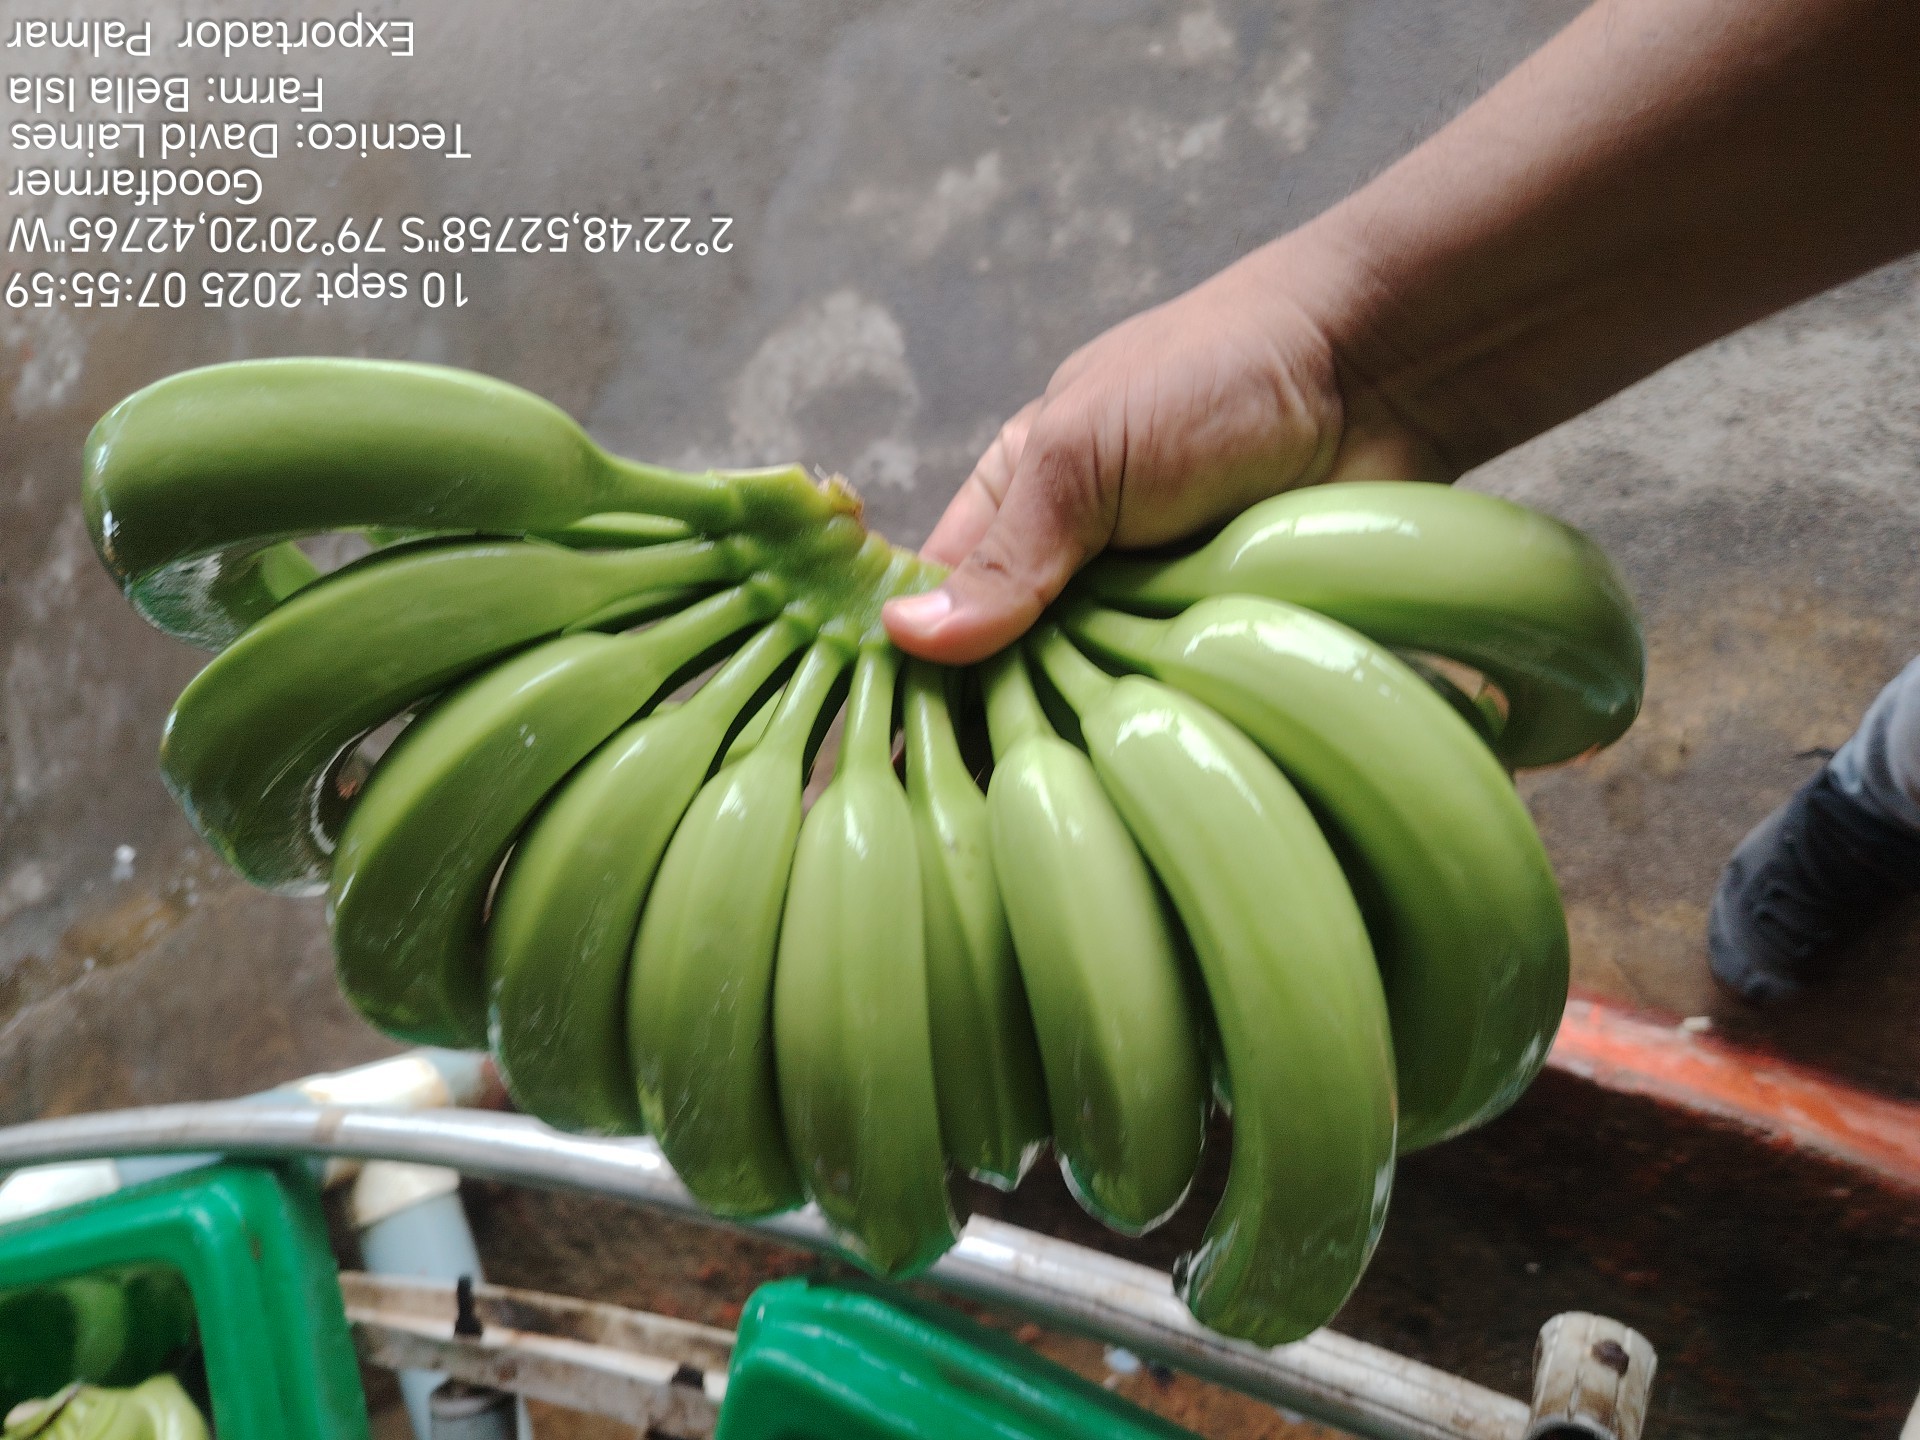 10 sept 2025 07:55:59
2°22'48,52758"S 79°20'20,42765"W
Goodfarmer
Tecnico: David Laines
Farm: Bella Isla
Exportador  Palmar